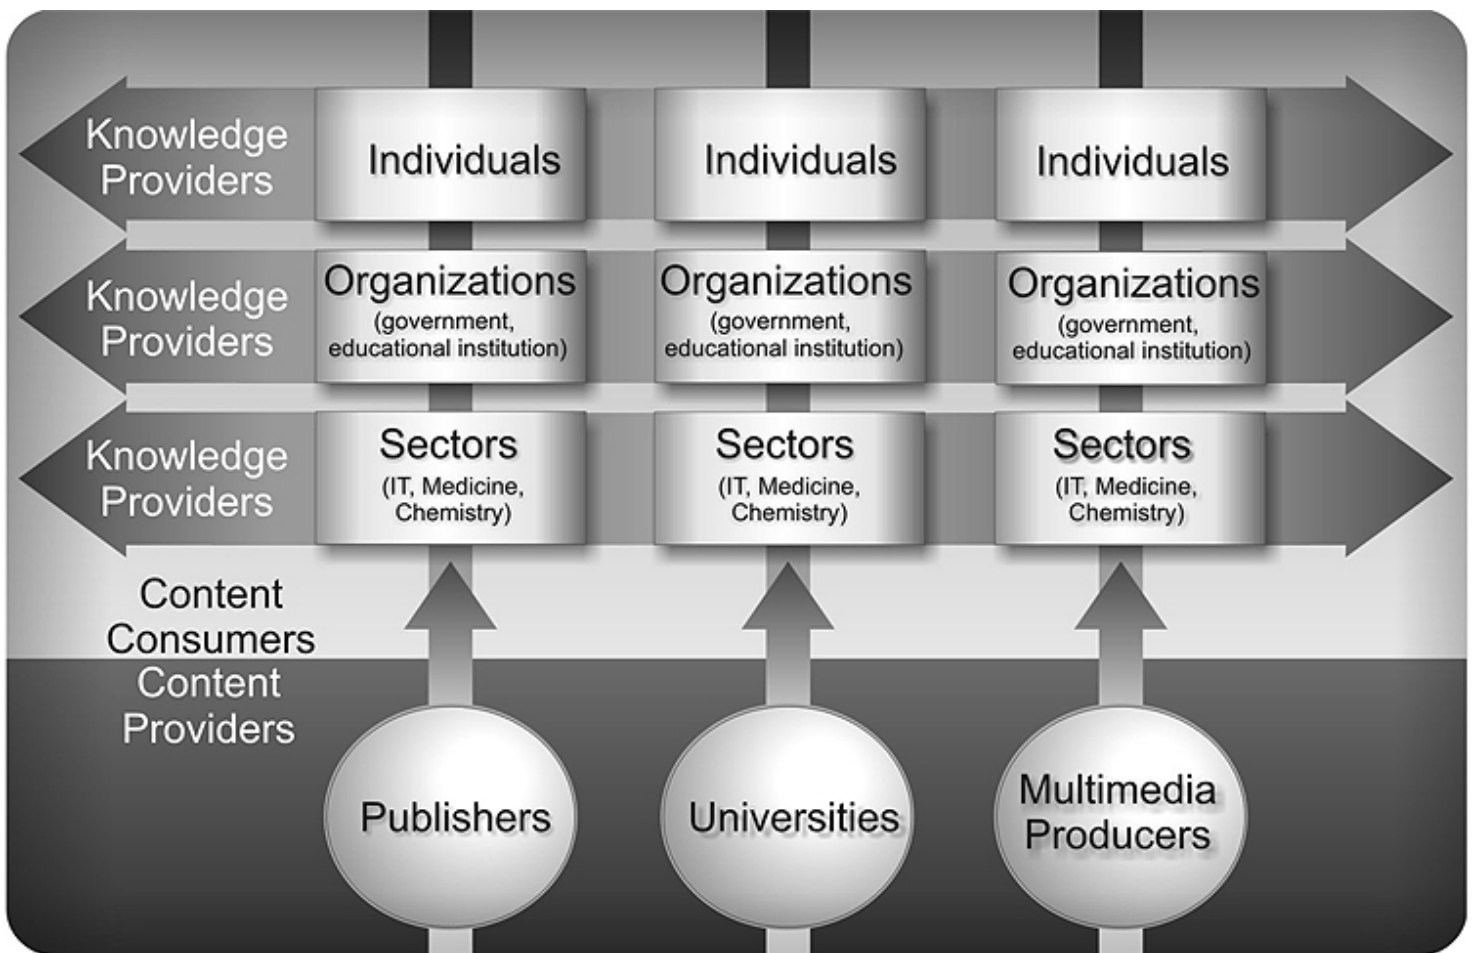 Knowledge
Providers
Individuals
Individuals
Individuals
Knowledge
Providers
Organizations
(government,
educational institution)
Organizations
(government,
educational institution)
Organizations
(government,
educational institution)
Knowledge
Providers
Sectors
(IT, Medicine,
Chemistry)
Sectors
(IT, Medicine,
Chemistry)
Sectors
(IT, Medicine,
Chemistry)
Content
Consumers
Content
Providers
Publishers
Universities
Multimedia
Producers